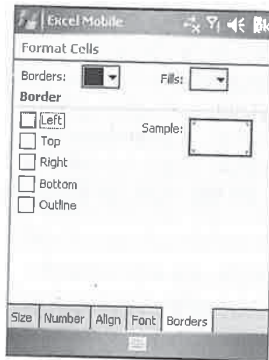 Excel Mobile
Format Cells
Borders: Fills:
Border
Left Sample:
Top
Right
Bottom
Outline
Size Number Align Font Borders